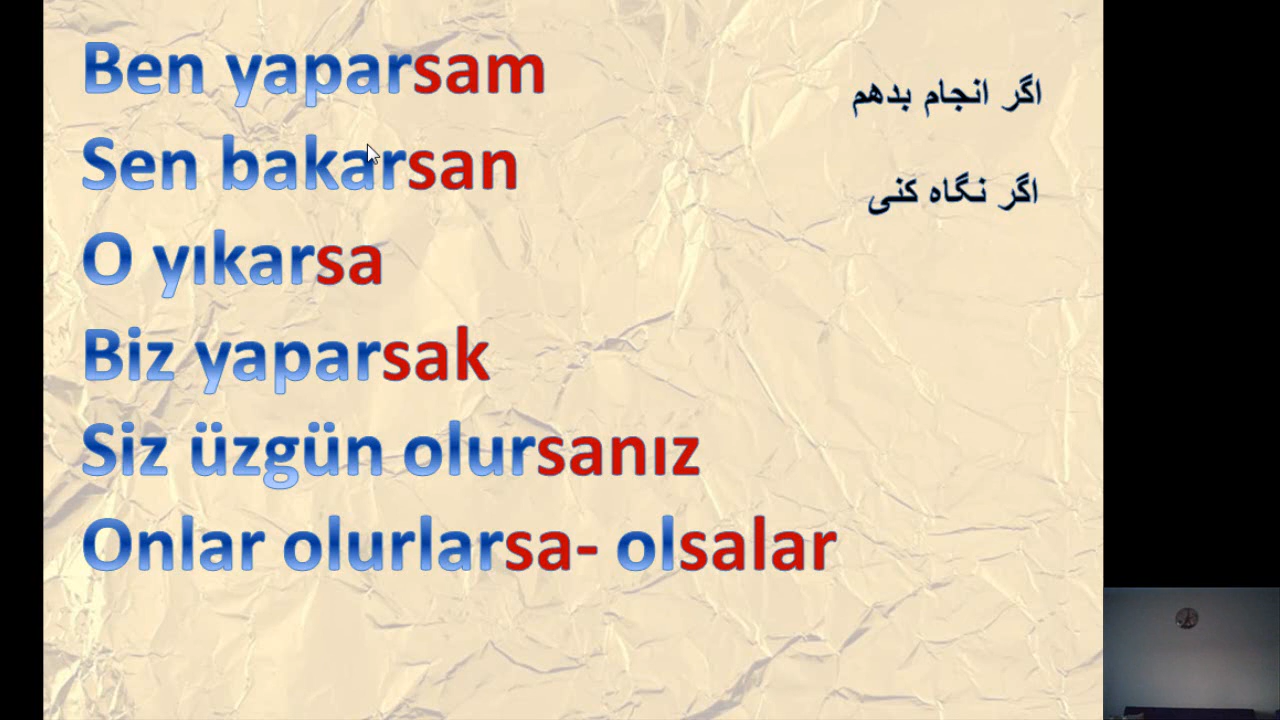 Ben yaparsam
اگر انجام بدهم
Sen bakarsan
اگر نگاه کنی
O yıkarsa
Biz yaparsak
Siz üzgün olursanız
Onlar olurlarsa- olsalar